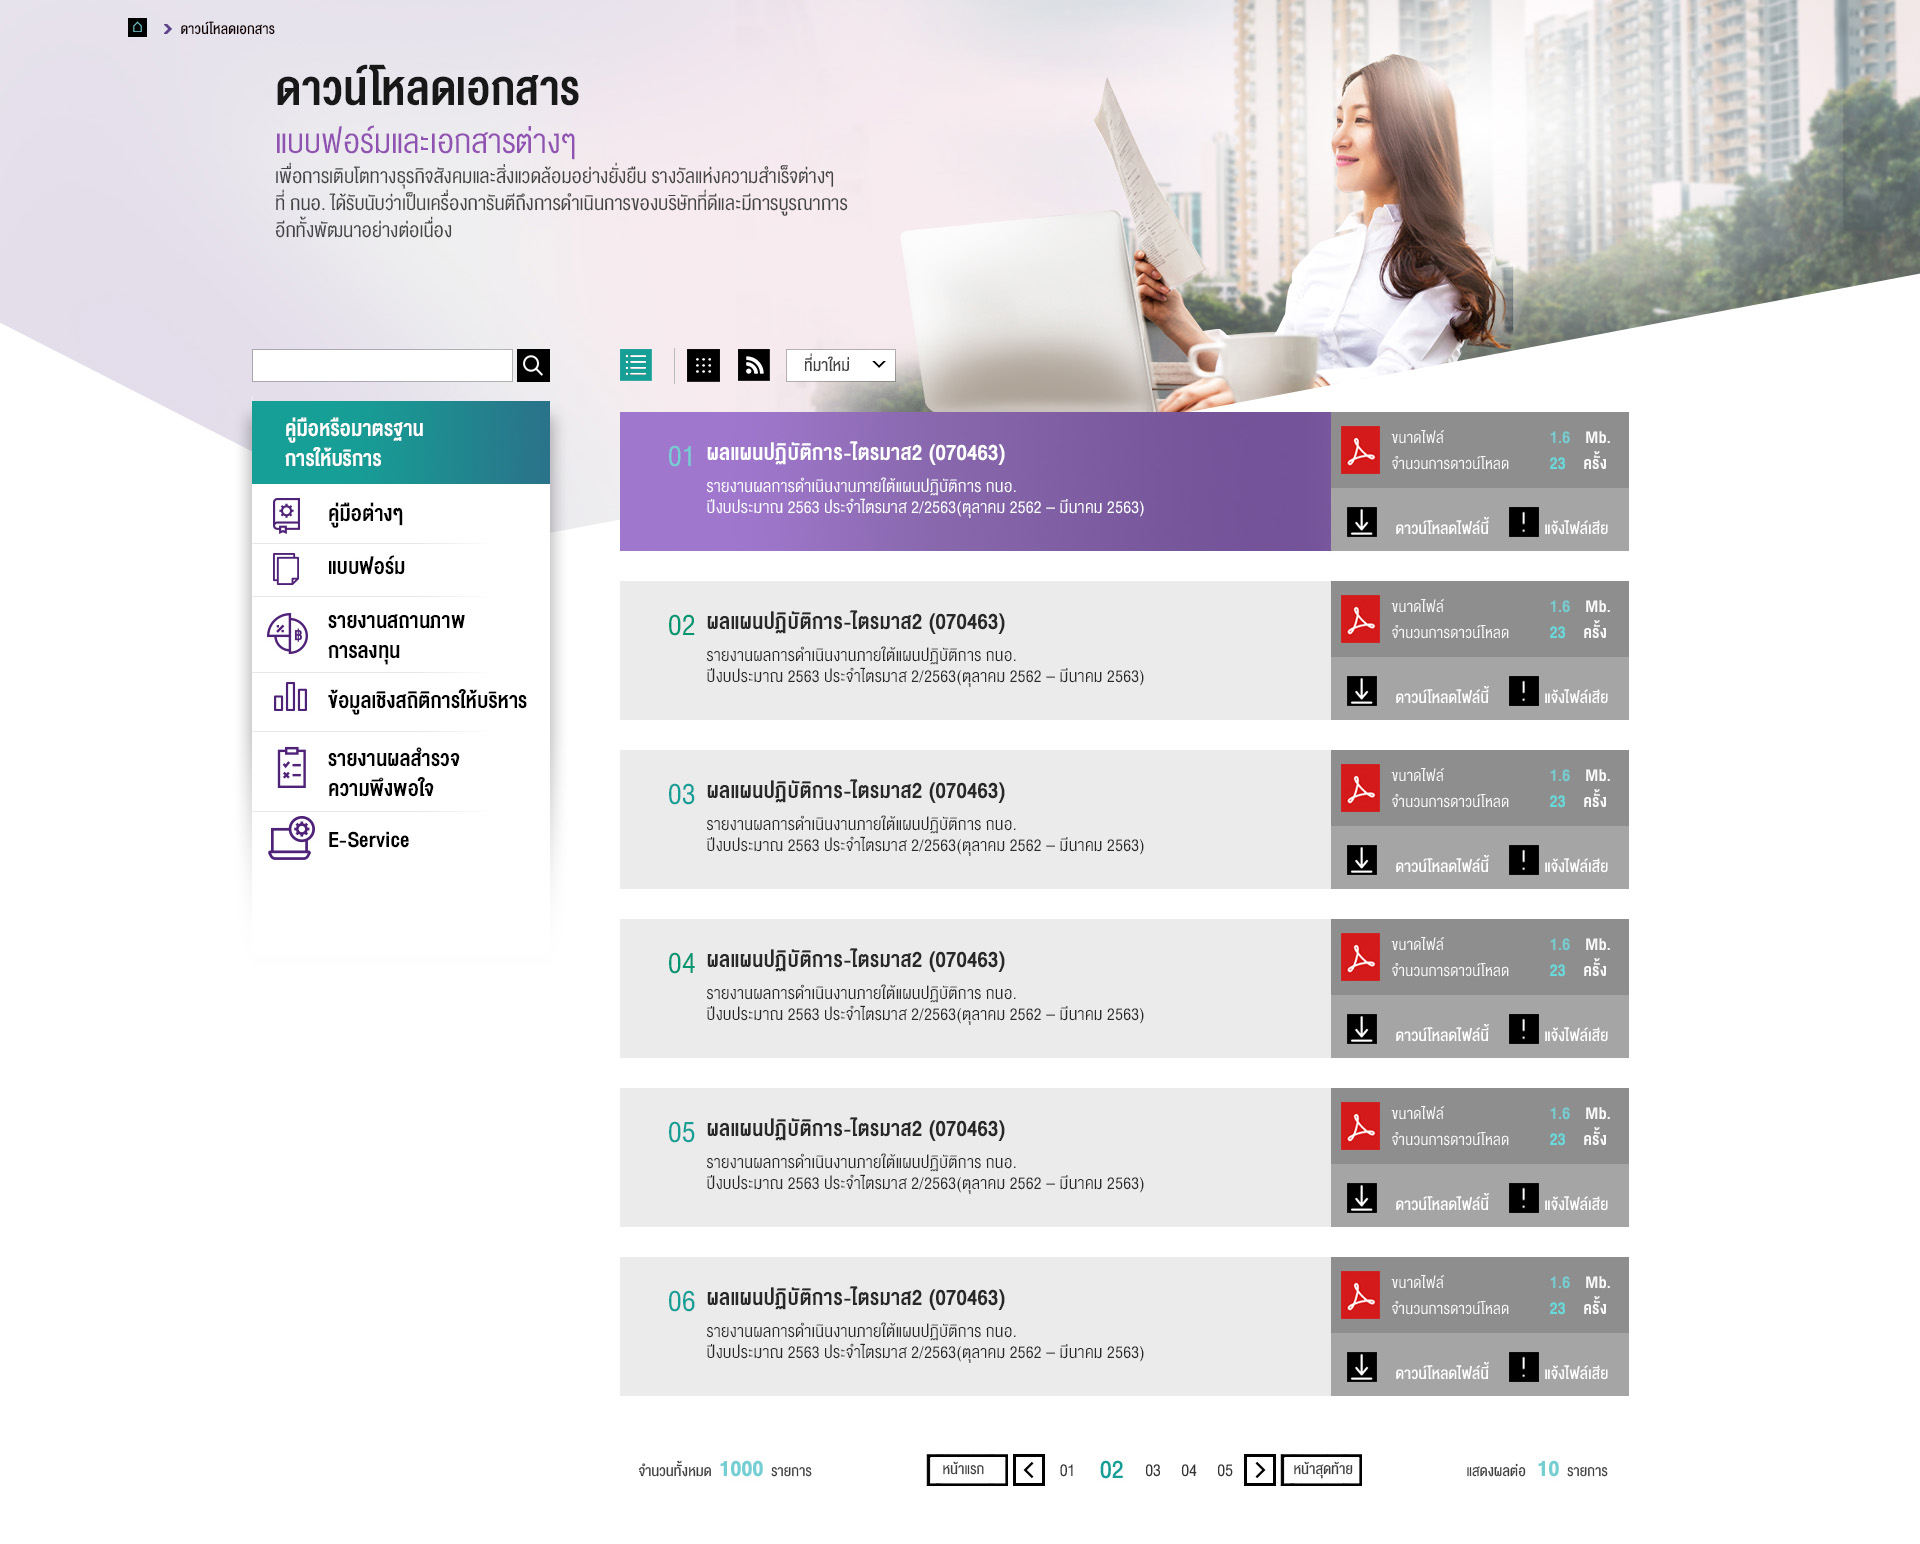 ดาวน์โหลดเอกสาร
ดาวน์โหลดเอกสาร
แบบฟอร์มและเอกสารต่างๆ
เพื่อการเติบโตทางธุรกิจสังคมและสิ่งแวดล้อมอย่างยั่งยืน รางวัลแห่งความสำเร็จต่างๆ
ที่ กนอ. ได้รับนับว่าเป็นเครื่องการันตีถึงการดำเนินการของบริษัทที่ดีและมีการบูรณาการ
อีกทั้งพัฒนาอย่างต่อเนื่อง
ที่มาใหม่
คู่มือหรือมาตรฐาน
การให้บริการ
คู่มือต่างๆ
แบบฟอร์ม
รายงานสถานภาพ
การลงทุน
ข้อมูลเชิงสถิติการให้บริหาร
รายงานผลสำรวจ
ความพึงพอใจ
E-Service
01 ผลแผนปฏิบัติการ-ไตรมาส2 (070463)
รายงานผลการดำเนินงานภายใต้แผนปฏิบัติการ กนอ.
ปีงบประมาณ 2563 ประจำไตรมาส 2/2563(ตุลาคม 2562 – มีนาคม 2563)
ขนาดไฟล์ 1.6 Mb.
จำนวนการดาวน์โหลด 23 ครั้ง
ดาวน์โหลดไฟล์นี้ แจ้งไฟล์เสีย
02 ผลแผนปฏิบัติการ-ไตรมาส2 (070463)
รายงานผลการดำเนินงานภายใต้แผนปฏิบัติการ กนอ.
ปีงบประมาณ 2563 ประจำไตรมาส 2/2563(ตุลาคม 2562 – มีนาคม 2563)
ขนาดไฟล์ 1.6 Mb.
จำนวนการดาวน์โหลด 23 ครั้ง
ดาวน์โหลดไฟล์นี้ แจ้งไฟล์เสีย
03 ผลแผนปฏิบัติการ-ไตรมาส2 (070463)
รายงานผลการดำเนินงานภายใต้แผนปฏิบัติการ กนอ.
ปีงบประมาณ 2563 ประจำไตรมาส 2/2563(ตุลาคม 2562 – มีนาคม 2563)
ขนาดไฟล์ 1.6 Mb.
จำนวนการดาวน์โหลด 23 ครั้ง
ดาวน์โหลดไฟล์นี้ แจ้งไฟล์เสีย
04 ผลแผนปฏิบัติการ-ไตรมาส2 (070463)
รายงานผลการดำเนินงานภายใต้แผนปฏิบัติการ กนอ.
ปีงบประมาณ 2563 ประจำไตรมาส 2/2563(ตุลาคม 2562 – มีนาคม 2563)
ขนาดไฟล์ 1.6 Mb.
จำนวนการดาวน์โหลด 23 ครั้ง
ดาวน์โหลดไฟล์นี้ แจ้งไฟล์เสีย
05 ผลแผนปฏิบัติการ-ไตรมาส2 (070463)
รายงานผลการดำเนินงานภายใต้แผนปฏิบัติการ กนอ.
ปีงบประมาณ 2563 ประจำไตรมาส 2/2563(ตุลาคม 2562 – มีนาคม 2563)
ขนาดไฟล์ 1.6 Mb.
จำนวนการดาวน์โหลด 23 ครั้ง
ดาวน์โหลดไฟล์นี้ แจ้งไฟล์เสีย
06 ผลแผนปฏิบัติการ-ไตรมาส2 (070463)
รายงานผลการดำเนินงานภายใต้แผนปฏิบัติการ กนอ.
ปีงบประมาณ 2563 ประจำไตรมาส 2/2563(ตุลาคม 2562 – มีนาคม 2563)
ขนาดไฟล์ 1.6 Mb.
จำนวนการดาวน์โหลด 23 ครั้ง
ดาวน์โหลดไฟล์นี้ แจ้งไฟล์เสีย
จำนวนทั้งหมด 1000 รายการ หน้าแรก 01 02 03 04 05 หน้าสุดท้าย แสดงผลต่อ 10 รายการ